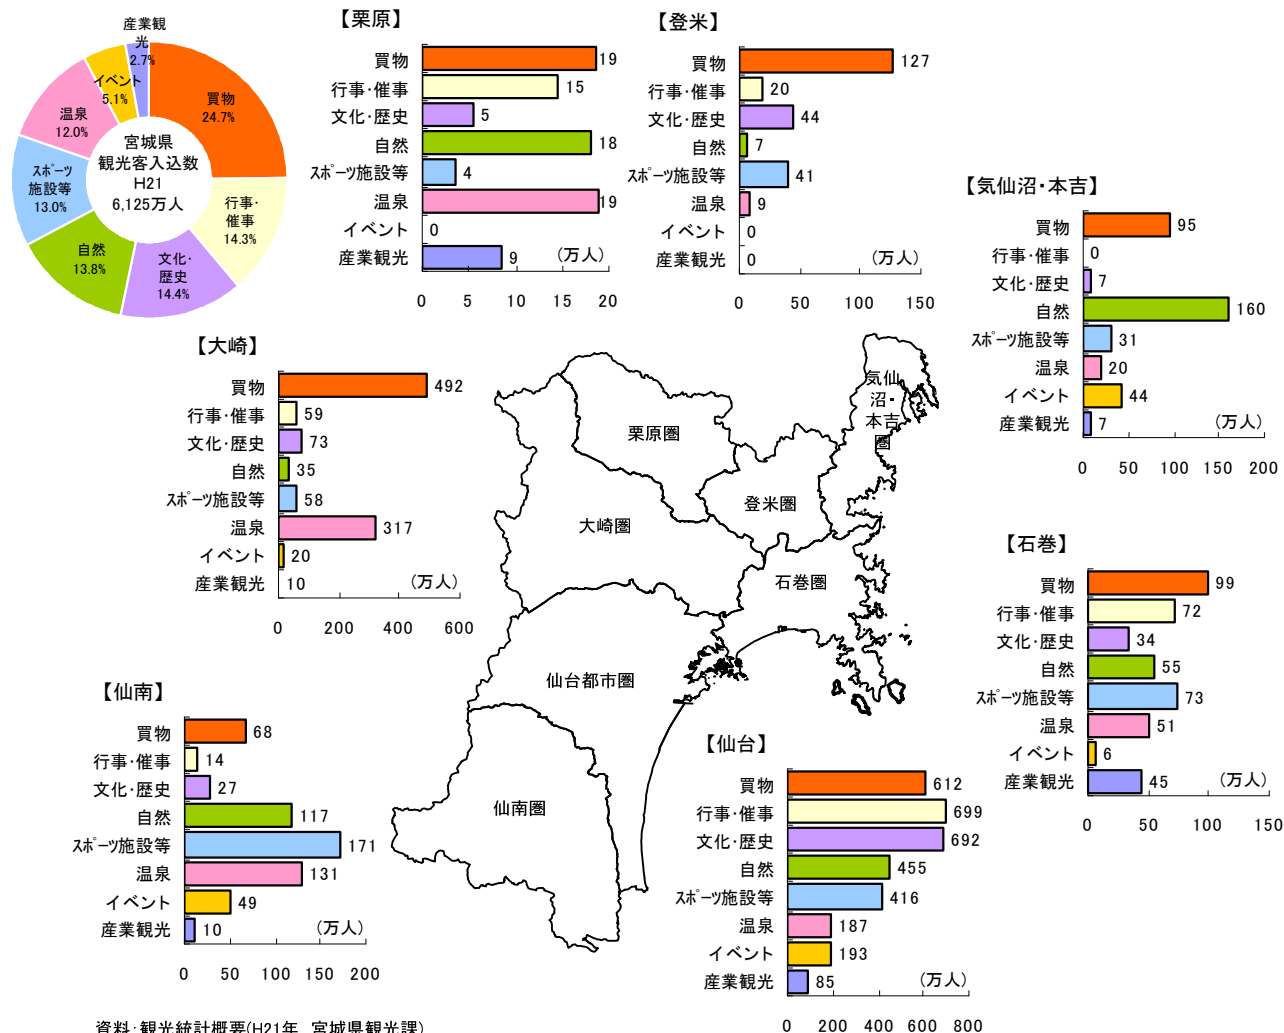 産業観
光
2.7%
イベント
5.1%
温泉
12.0%
スポーツ
施設等
13.0%
自然
13.8%
文化・
歴史
14.4%
行事・
催事
14.3%
買物
24.7%
宮城県
観光客入込数
H21
6,125万人
【栗原】
買物 19
行事・催事 15
文化・歴史 5
自然 18
スポーツ施設等 4
温泉 19
イベント 0
産業観光 9 (万人)
0 5 10 15 20
【登米】
買物 127
行事・催事 20
文化・歴史 44
自然 7
スポーツ施設等 41
温泉 9
イベント 0
産業観光 0 (万人)
0 50 100 150
【気仙沼・本吉】
買物 95
行事・催事 0
文化・歴史 7
自然 160
スポーツ施設等 31
温泉 20
イベント 44
産業観光 7 (万人)
0 50 100 150 200
【大崎】
買物 492
行事・催事 59
文化・歴史 73
自然 35
スポーツ施設等 58
温泉 317
イベント 20
産業観光 10 (万人)
0 200 400 600
気仙
沼・
本吉
圏
栗原圏
登米圏
大崎圏
石巻圏
仙台都市圏
仙南圏
【石巻】
買物 99
行事・催事 72
文化・歴史 34
自然 55
スポーツ施設等 73
温泉 51
イベント 6
産業観光 45 (万人)
0 50 100 150
【仙南】
買物 68
行事・催事 14
文化・歴史 27
自然 117
スポーツ施設等 171
温泉 131
イベント 49
産業観光 10 (万人)
0 50 100 150 200
【仙台】
買物 612
行事・催事 699
文化・歴史 692
自然 455
スポーツ施設等 416
温泉 187
イベント 193
産業観光 85 (万人)
0 200 400 600 800
資料:観光統計概要(H21年 宮城県観光課)